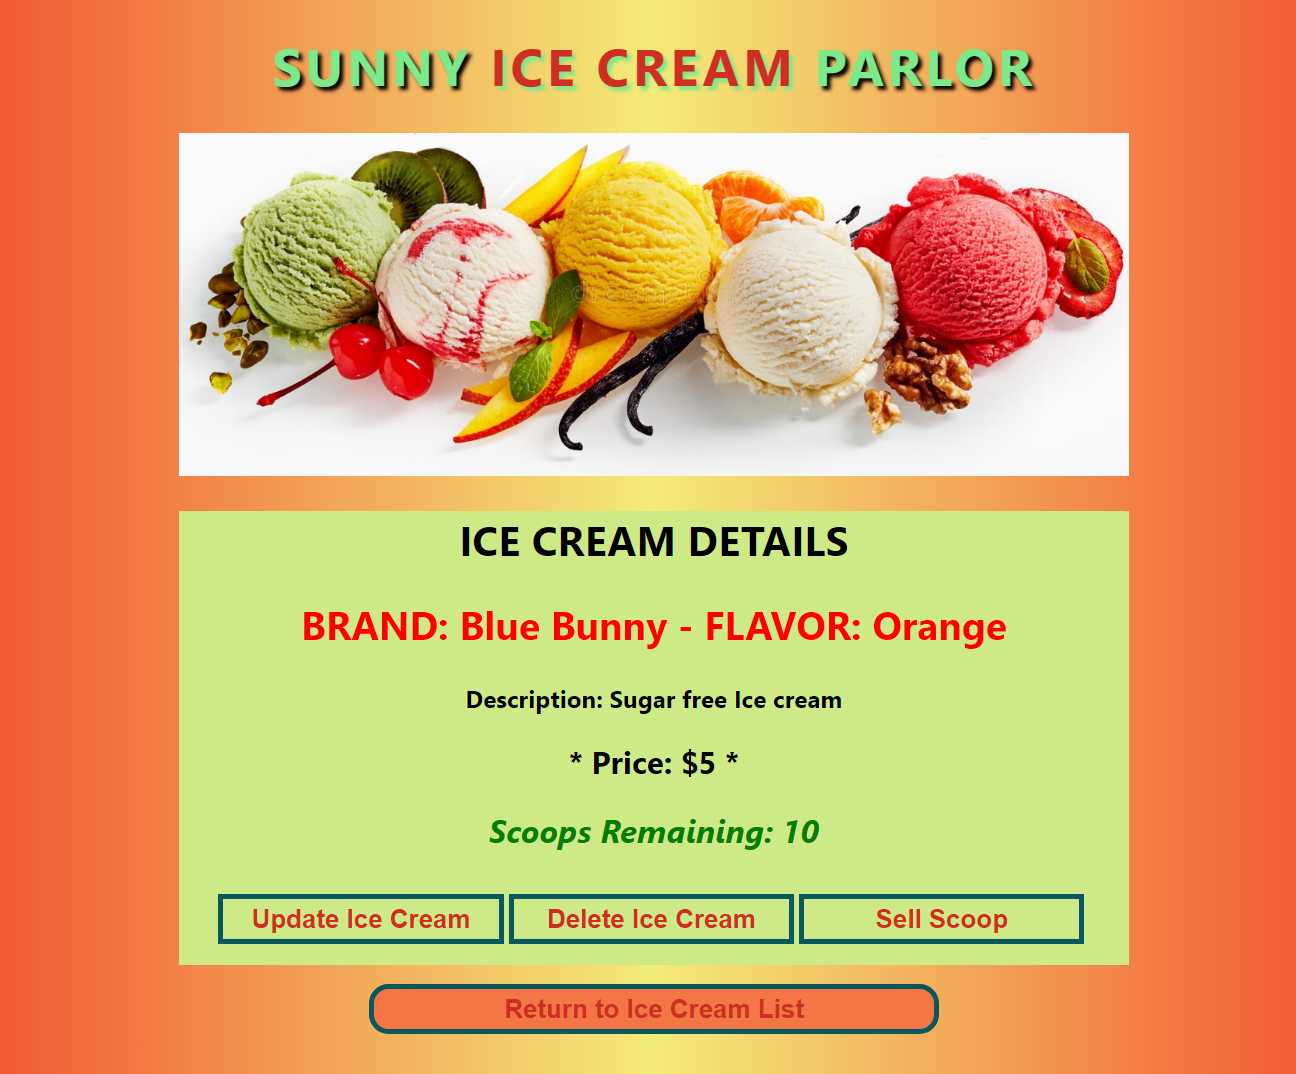 SUNNY ICE CREAM PARLOR
ICE CREAM DETAILS
BRAND: Blue Bunny - FLAVOR: Orange
Description: Sugar free Ice cream
* Price: $5 *
Scoops Remaining: 10
Update Ice Cream Delete Ice Cream Sell Scoop
Return to Ice Cream List